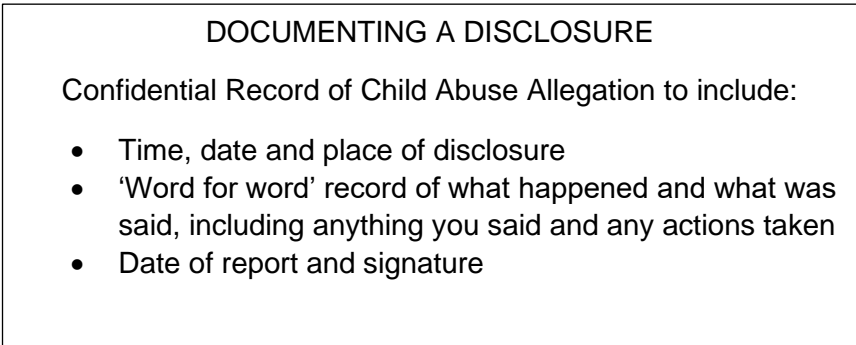 DOCUMENTING A DISCLOSURE
Confidential Record of Child Abuse Allegation to include:
• Time, date and place of disclosure
• ‘Word for word’ record of what happened and what was
said, including anything you said and any actions taken
• Date of report and signature